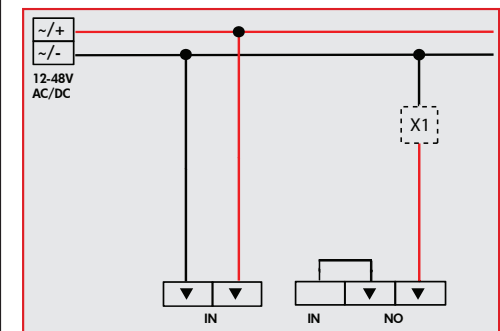 ~/+
~/-
12-48V
AC/DC
X1
IN IN NO